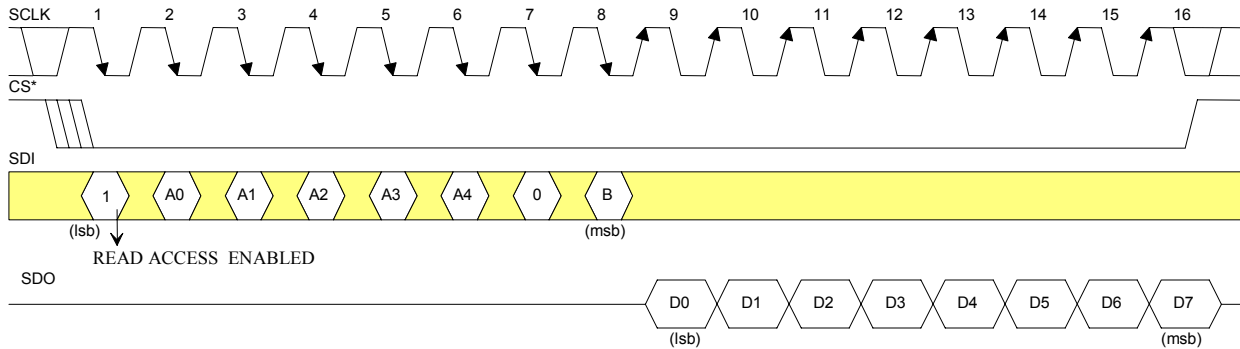 SCLK 1 2 3 4 5 6 7 8 9 10 11 12 13 14 15 16
CS*
SDI
1 A0 A1 A2 A3 A4 0 B
(lsb) (msb)
READ ACCESS ENABLED
SDO
D0 D1 D2 D3 D4 D5 D6 D7
(lsb) (msb)